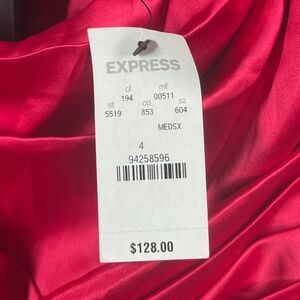 EXPRESS
cl mf
194 00511
st co sz
5519 853 604
MEDSX
4
94258596
$128.00